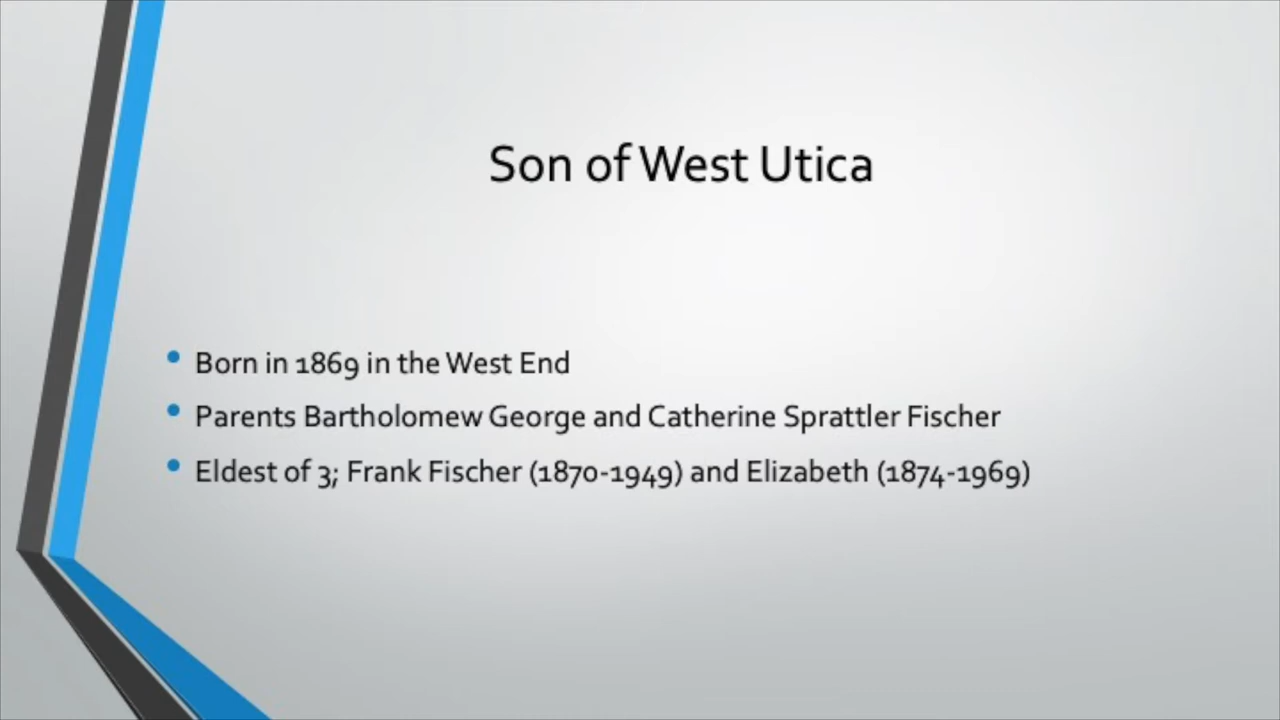 Son of West Utica
Born in 1869 in the West End
Parents Bartholomew George and Catherine Sprattler Fischer
Eldest of 3; Frank Fischer (1870-1949) and Elizabeth (1874-1969)